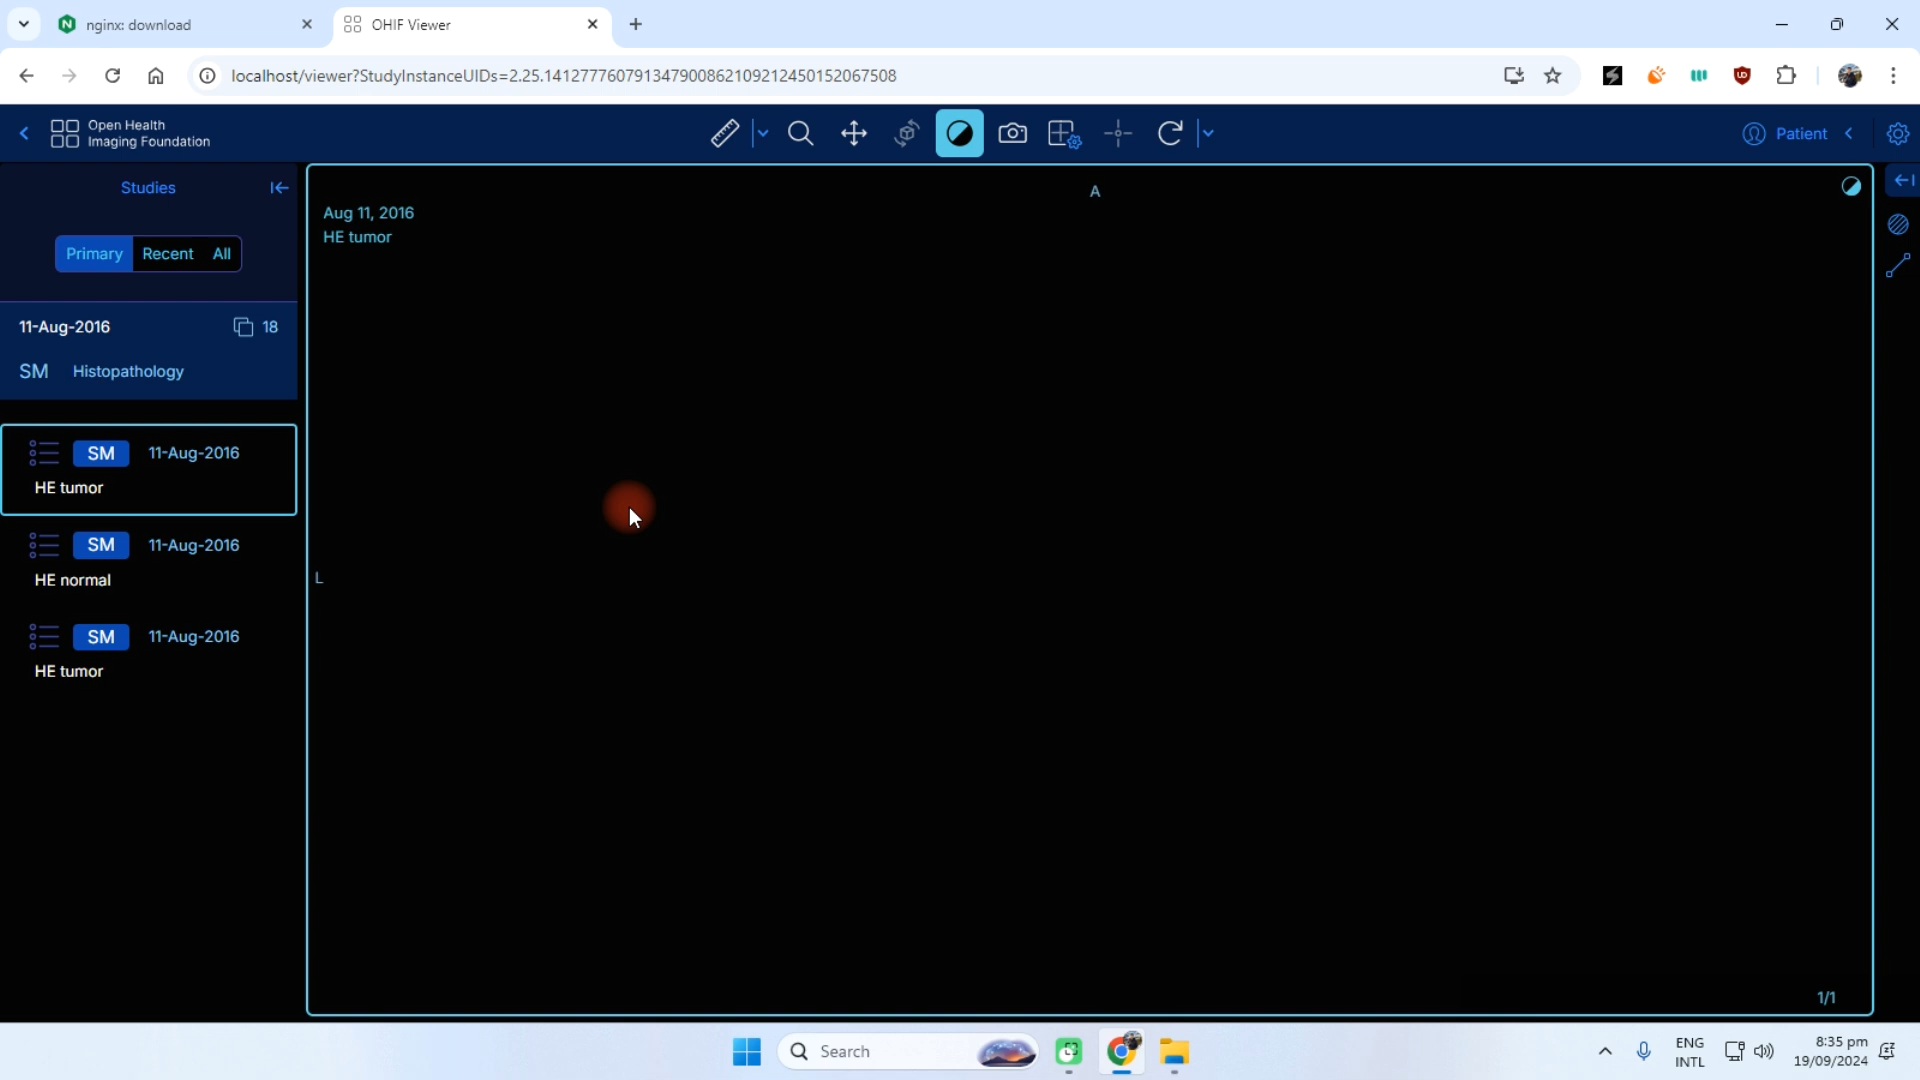 nginx: download
OHIF Viewer
localhost/viewer?StudyInstanceUIDs=2.25.141277760791347900862109212450152067508
Open Health
Imaging Foundation
Patient
Studies
A
Aug 11, 2016
HE tumor
Primary Recent All
11-Aug-2016 18
SM Histopathology
SM 11-Aug-2016
HE tumor
SM 11-Aug-2016
HE normal
L
SM 11-Aug-2016
HE tumor
1/1
Search
ENG
INTL
8:35 pm
19/09/2024